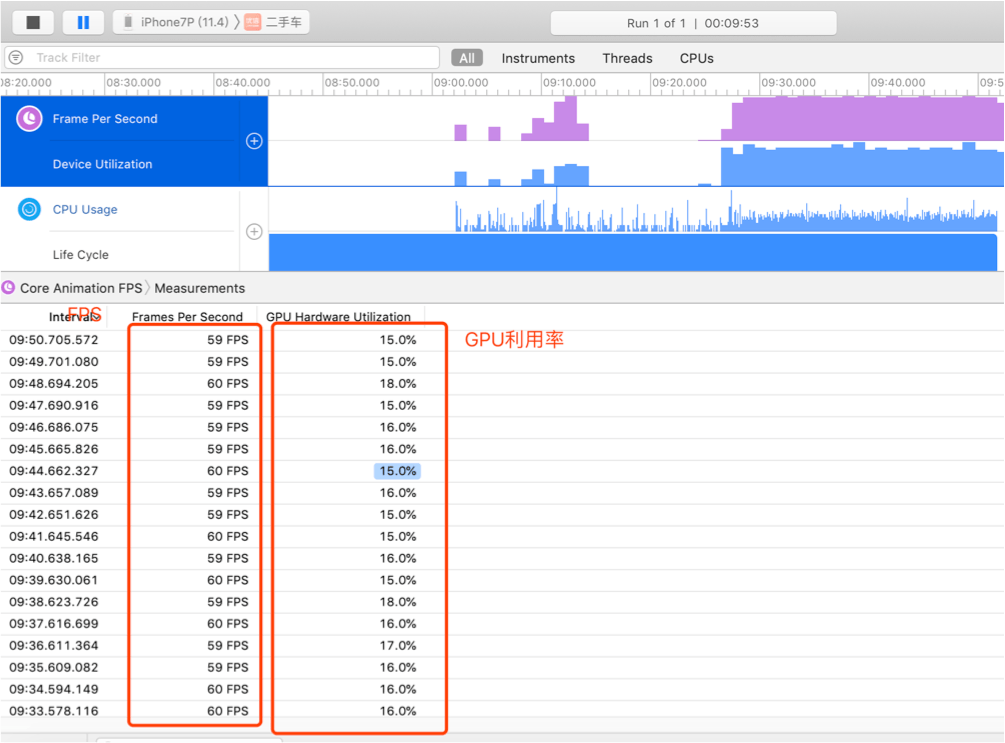 iPhone7P (11.4) 〉 二手车 Run 1 of 1 | 00:09:53
Track Filter All Instruments Threads CPUs
08:20.000 08:30.000 08:40.000 08:50.000 09:00.000 09:10.000 09:20.000 09:30.000 09:40.000 09:5
Frame Per Second
Device Utilization
CPU Usage
Life Cycle
Core Animation FPS 〉 Measurements
FPS
Intervals Frames Per Second GPU Hardware Utilization
GPU利用率
09:50.705.572 59 FPS 15.0%
09:49.701.080 59 FPS 15.0%
09:48.694.205 60 FPS 18.0%
09:47.690.916 59 FPS 15.0%
09:46.686.075 59 FPS 16.0%
09:45.665.826 59 FPS 16.0%
09:44.662.327 60 FPS 15.0%
09:43.657.089 59 FPS 16.0%
09:42.651.626 59 FPS 15.0%
09:41.645.546 60 FPS 15.0%
09:40.638.165 59 FPS 16.0%
09:39.630.061 60 FPS 15.0%
09:38.623.726 59 FPS 18.0%
09:37.616.699 60 FPS 16.0%
09:36.611.364 59 FPS 17.0%
09:35.609.082 59 FPS 16.0%
09:34.594.149 60 FPS 16.0%
09:33.578.116 60 FPS 16.0%